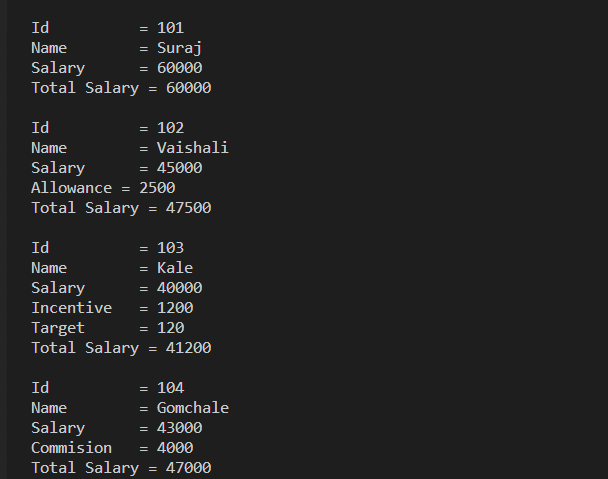 Id          = 101
Name        = Suraj
Salary      = 60000
Total Salary = 60000

Id          = 102
Name        = Vaishali
Salary      = 45000
Allowance = 2500
Total Salary = 47500

Id          = 103
Name        = Kale
Salary      = 40000
Incentive   = 1200
Target      = 120
Total Salary = 41200

Id          = 104
Name        = Gomchale
Salary      = 43000
Commision   = 4000
Total Salary = 47000